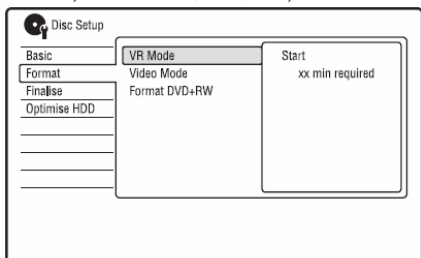 Disc Setup
Basic
Format
Finalise
Optimise HDD
VR Mode
Video Mode
Format DVD+RW
Start
xx min required